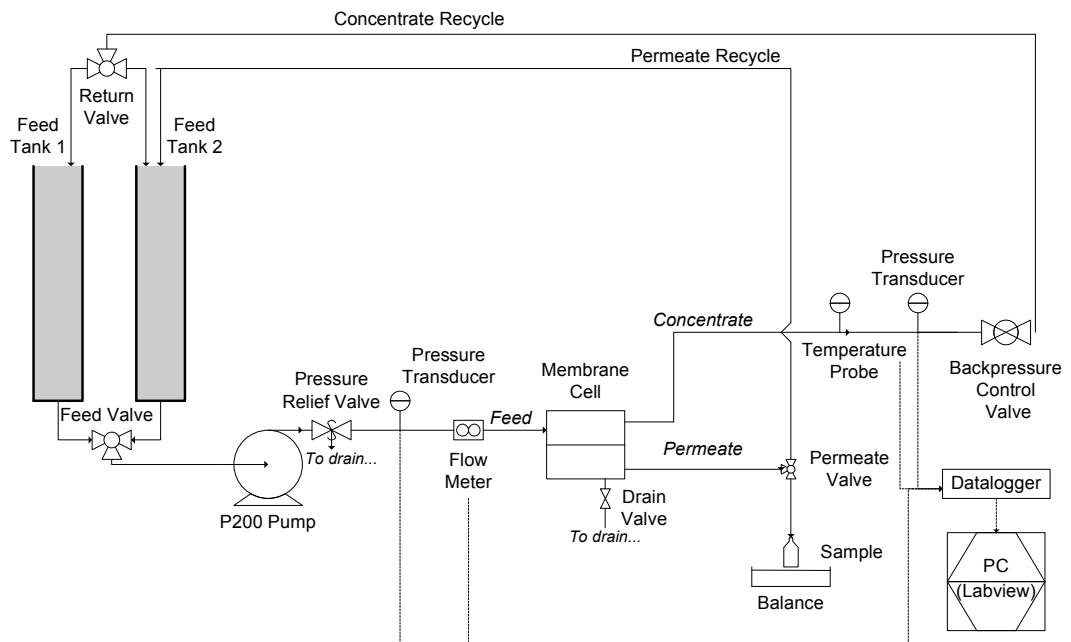 Concentrate Recycle
Permeate Recycle
Return
Valve
Feed
Tank 1
Feed
Tank 2
Pressure
Transducer
Concentrate
Temperature
Probe
Backpressure
Control
Valve
Pressure
Transducer
Membrane
Cell
Pressure
Relief Valve
Feed Valve
Feed
To drain...
Flow
Meter
Permeate
Permeate
Valve
P200 Pump
Drain
Valve
To drain...
Datalogger
Sample
Balance
PC
(Labview)